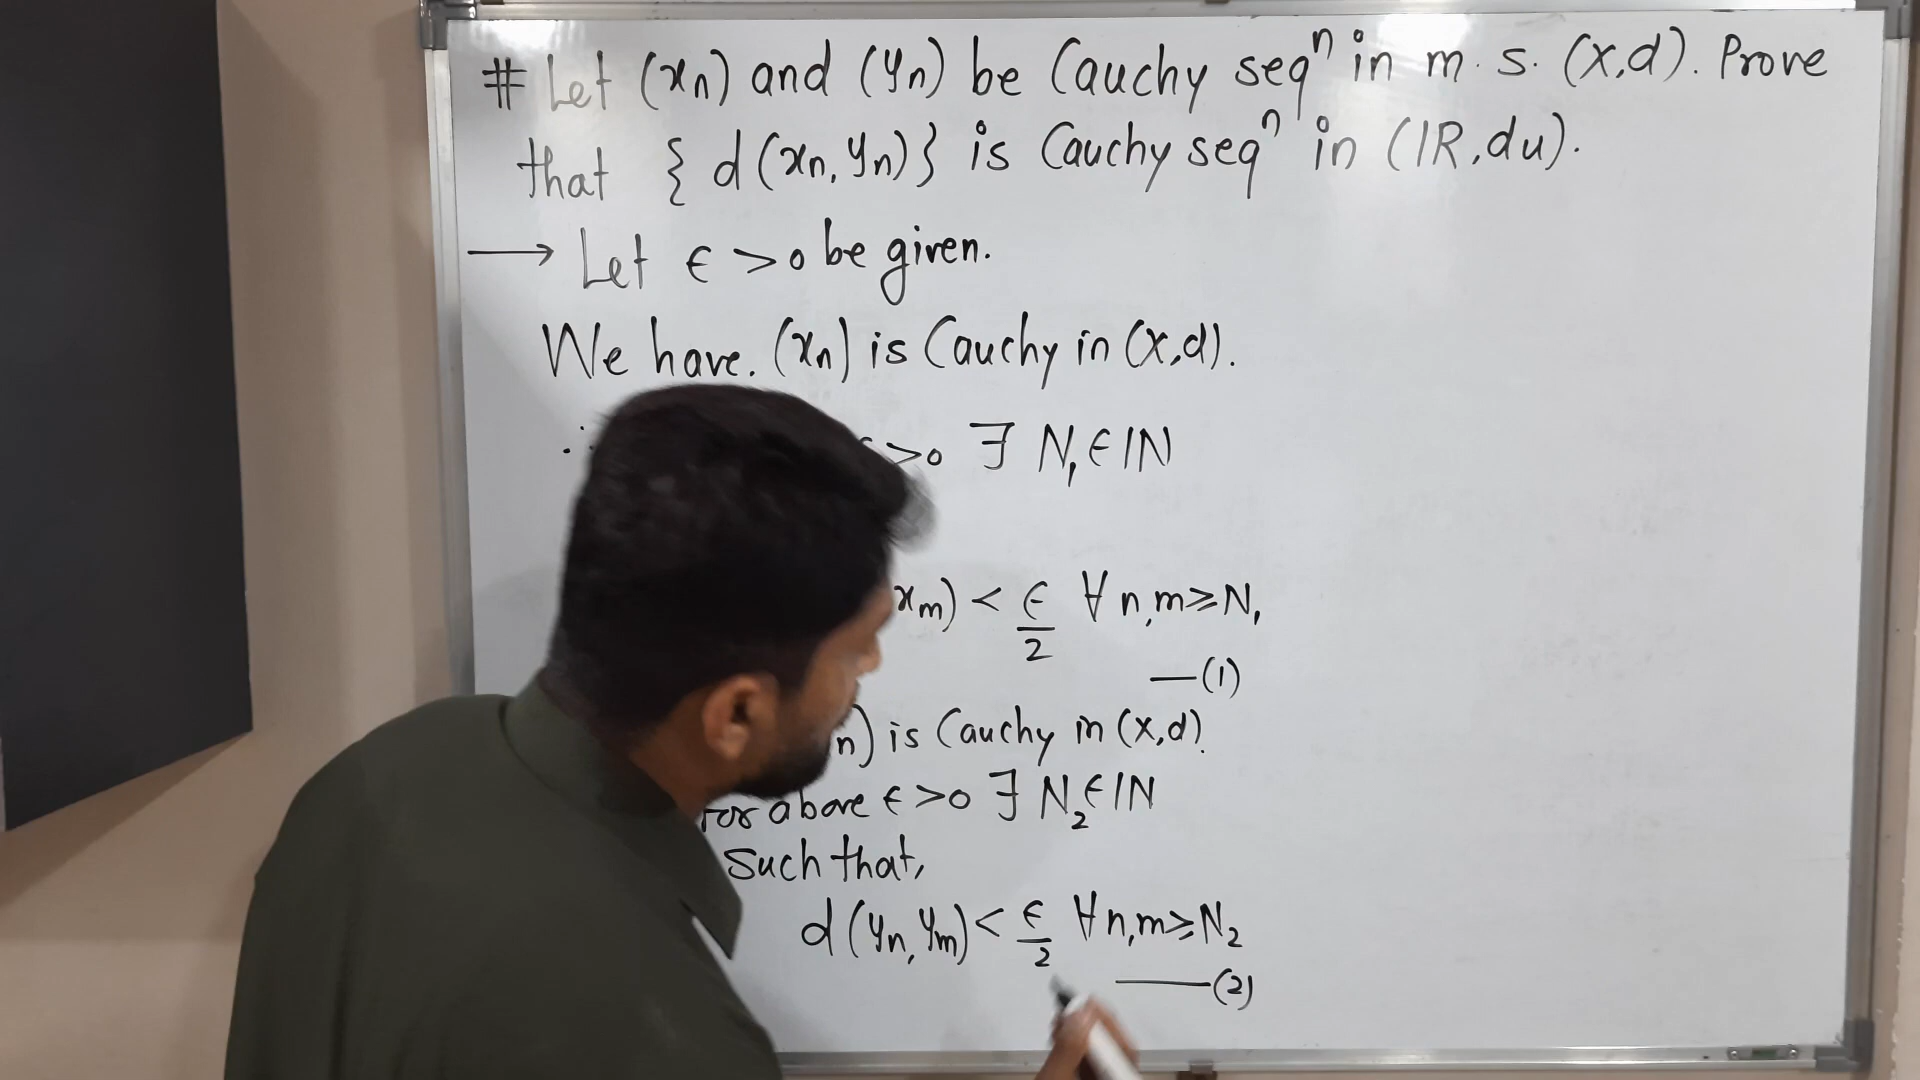 # Let (xn) and (yn) be Cauchy seqⁿ in m.s. (X,d). Prove
that { d(xn, yn)} is Cauchy seqⁿ in (IR, du).
→ Let ϵ >0 be given.
We have. (xn) is Cauchy in (X,d).
∴ >0 ∃ N₁ ∈ IN
xm) < ϵ/2 ∀ n,m ≥ N₁
—(1)
n) is Cauchy in (X,d).
For above ϵ >0 ∃ N₂ ∈ IN
Such that,
d(yn, ym) < ϵ/2 ∀ n,m ≥ N₂
—(2)